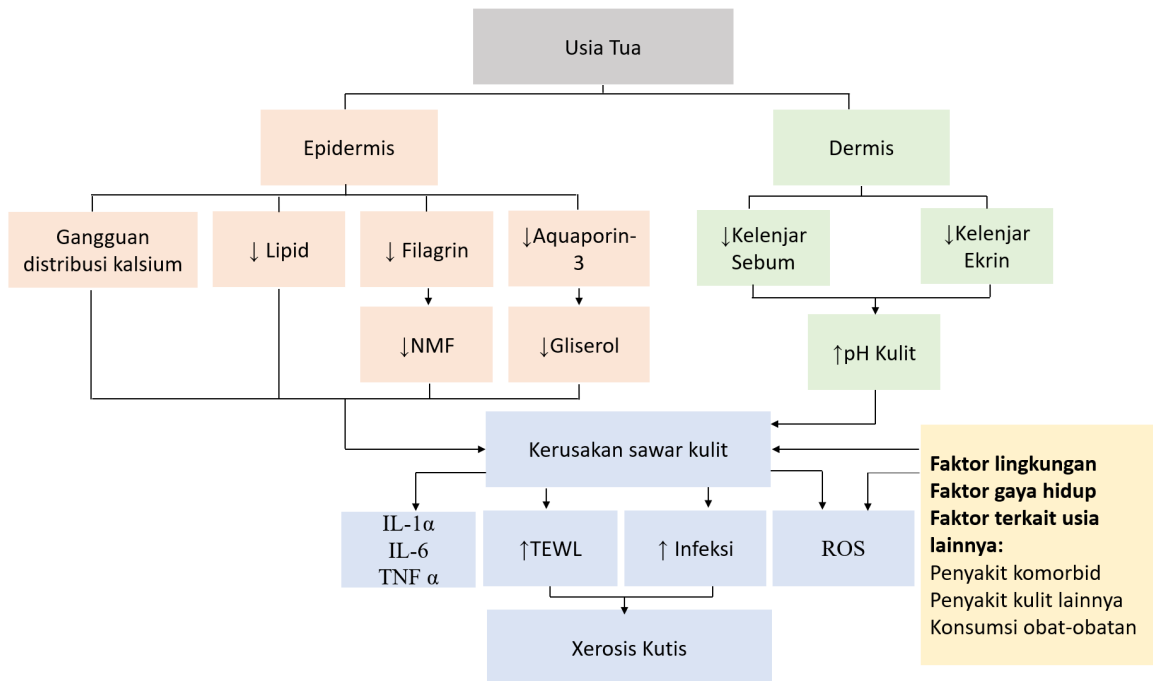 Usia Tua
Epidermis
Dermis
Gangguan
distribusi kalsium
↓ Lipid
↓ Filagrin
↓Aquaporin-
3
↓Kelenjar
Sebum
↓Kelenjar
Ekrin
↓NMF
↓Gliserol
↑pH Kulit
Kerusakan sawar kulit
Faktor lingkungan
Faktor gaya hidup
Faktor terkait usia
lainnya:
Penyakit komorbid
Penyakit kulit lainnya
Konsumsi obat-obatan
IL-1α
IL-6
TNF α
↑TEWL
↑ Infeksi
ROS
Xerosis Kutis